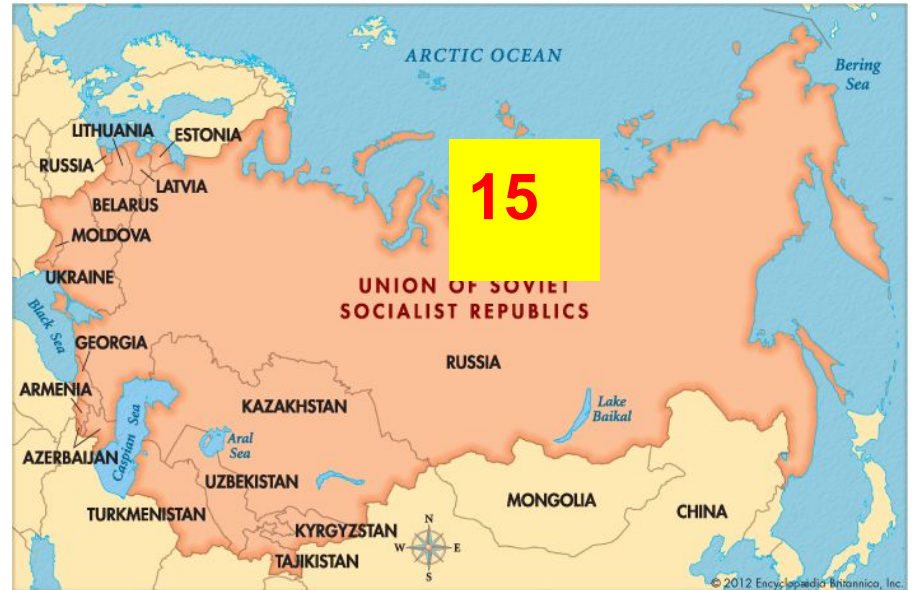 ARCTIC OCEAN
Bering
Sea
LITHUANIA
ESTONIA
RUSSIA
LATVIA
BELARUS
MOLDOVA
UKRAINE
Black Sea
15
UNION OF SOVIET
SOCIALIST REPUBLICS
RUSSIA
GEORGIA
ARMENIA
AZERBAIJAN
Caspian Sea
KAZAKHSTAN
Aral
Sea
UZBEKISTAN
TURKMENISTAN
KYRGYZSTAN
TAJIKISTAN
Lake
Baikal
MONGOLIA
CHINA
N
W
E
S
© 2012 Encyclopædia Britannica, Inc.